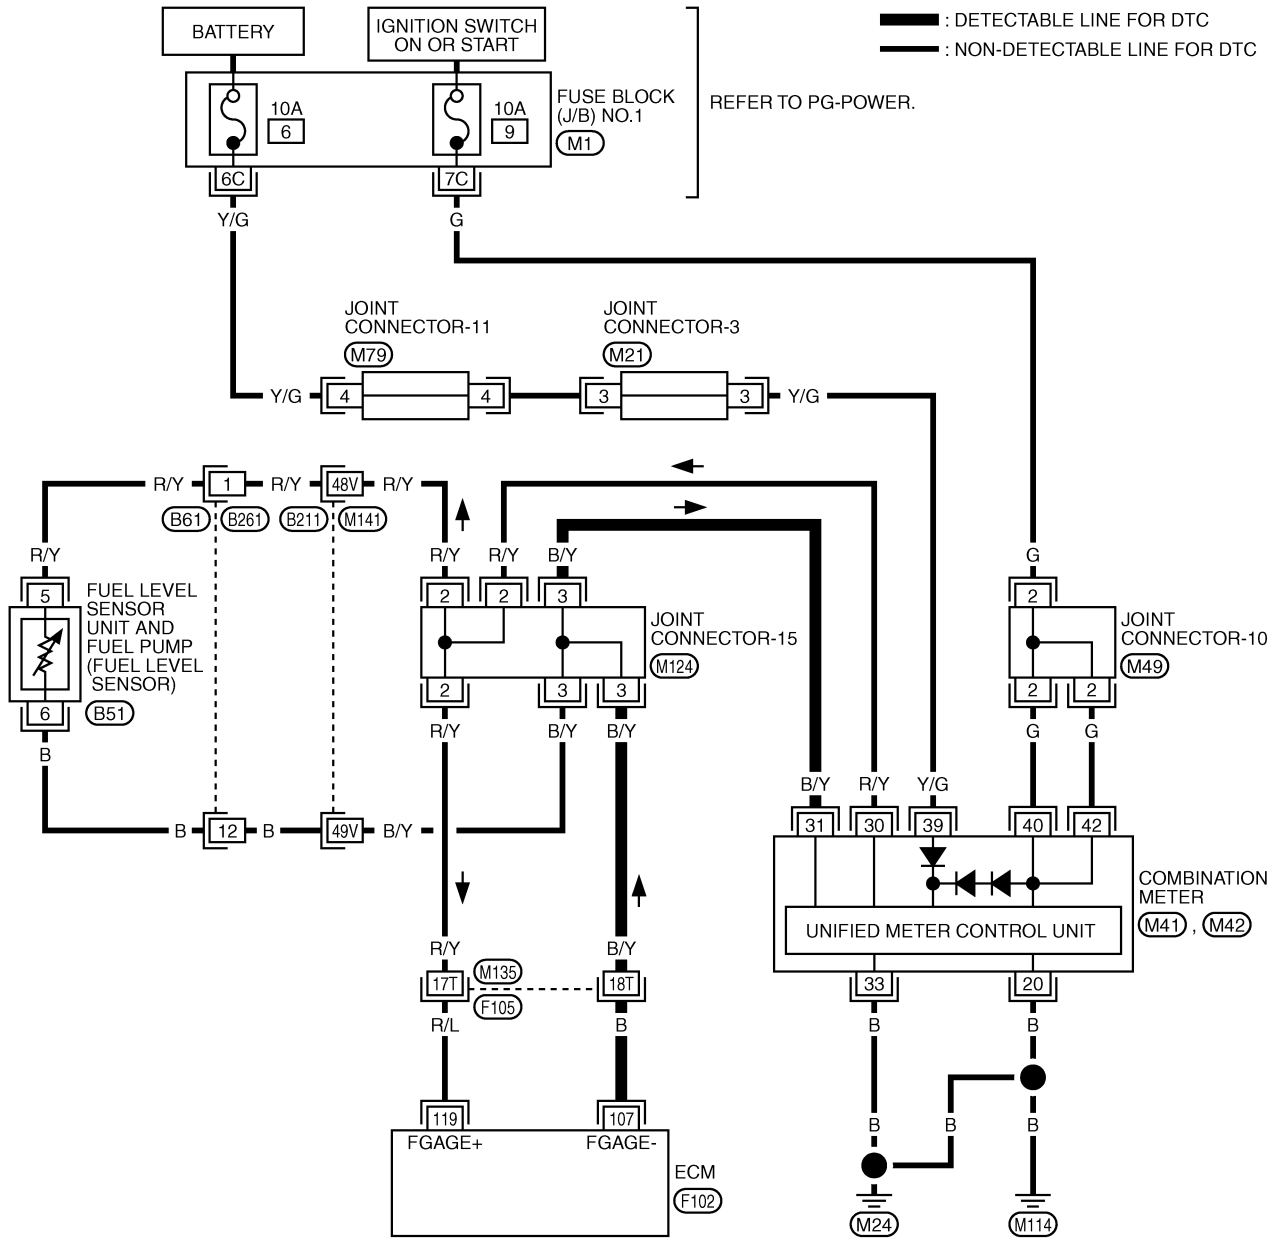 BATTERY
IGNITION SWITCH
ON OR START
: DETECTABLE LINE FOR DTC
: NON-DETECTABLE LINE FOR DTC
10A
6
10A
9
FUSE BLOCK
(J/B) NO.1
M1
REFER TO PG-POWER.
6C
7C
Y/G
G
JOINT
CONNECTOR-11
M79
JOINT
CONNECTOR-3
M21
Y/G
4
4
3
3
Y/G
R/Y
1
R/Y
48V
R/Y
B61
B261
B211
M141
R/Y
R/Y
R/Y
B/Y
G
5
FUEL LEVEL
SENSOR
UNIT AND
FUEL PUMP
(FUEL LEVEL
SENSOR)
B51
6
2
2
3
JOINT
CONNECTOR-15
M124
2
3
3
2
JOINT
CONNECTOR-10
M49
2
2
B
R/Y
B/Y
B/Y
G
G
B/Y
R/Y
Y/G
B
12
B
49V
B/Y
31
30
39
40
42
COMBINATION
METER
M41 , M42
UNIFIED METER CONTROL UNIT
R/Y
B/Y
17T
M135
F105
18T
33
20
R/L
B
B
B
119
107
FGAGE+
FGAGE-
ECM
F102
B
B
B
M24
M114